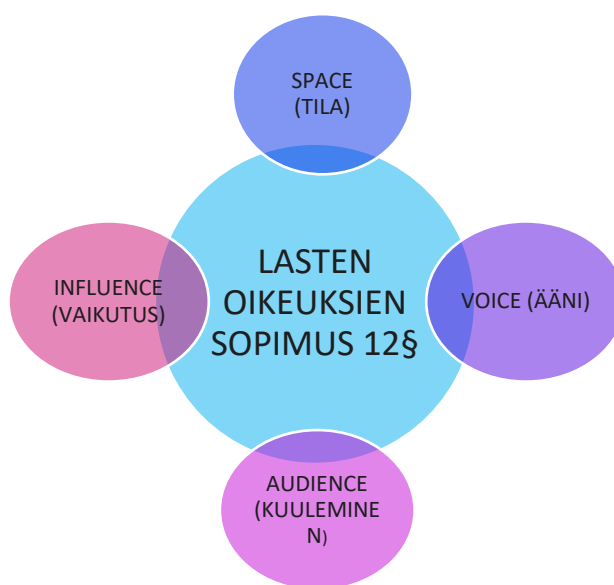 SPACE
(TILA)
LASTEN
OIKEUKSIEN
SOPIMUS 12§
INFLUENCE
(VAIKUTUS)
VOICE (ÄÄNI)
AUDIENCE
(KUULEMINE
N)